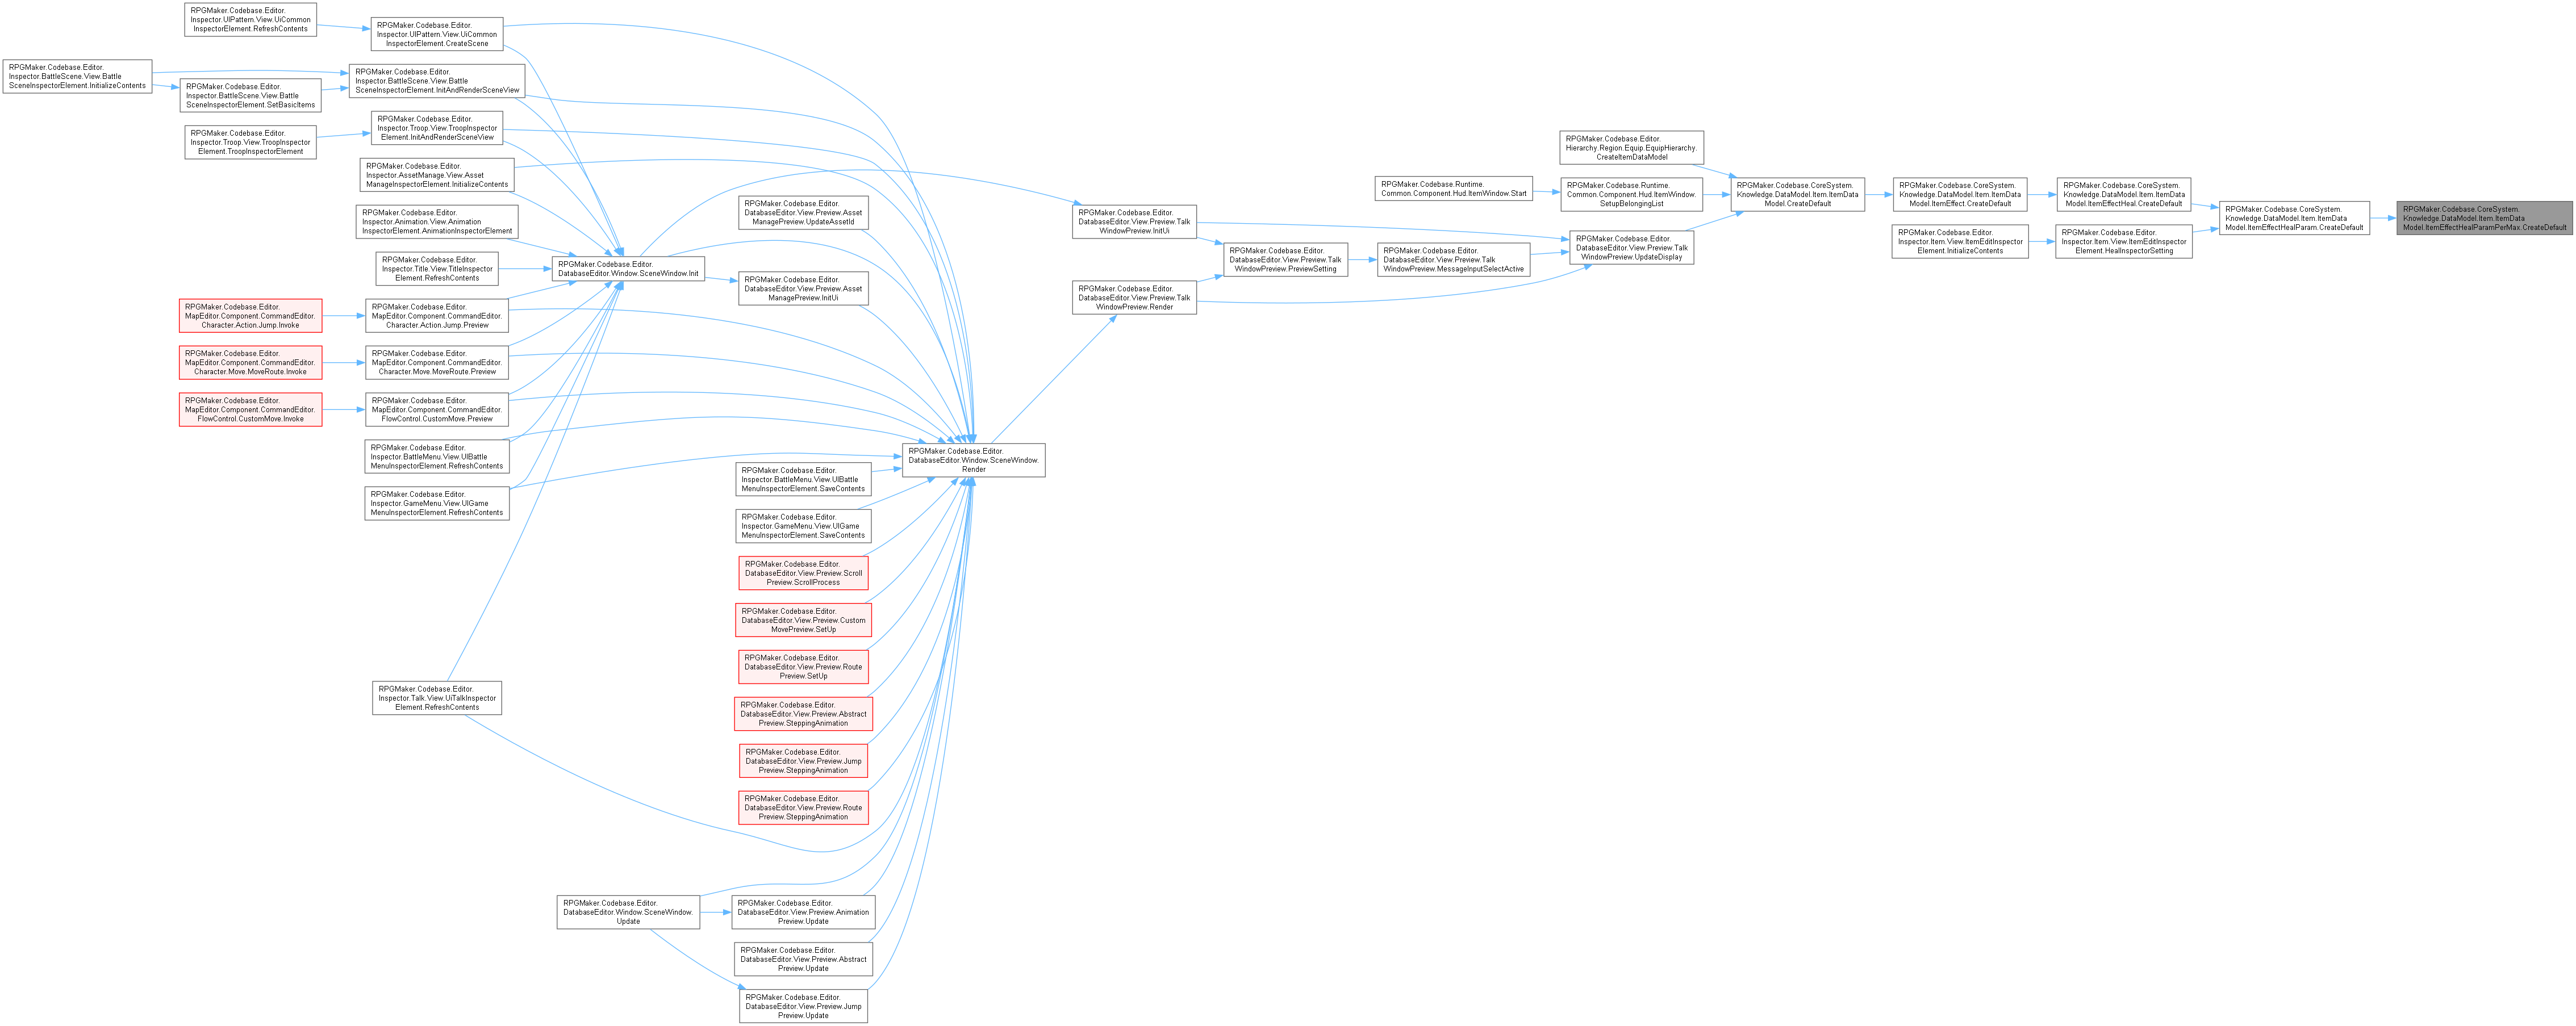 RPGMaker.Codebase.Editor.
Inspector.UIPattern.View.UiCommon
InspectorElement.RefreshContents
RPGMaker.Codebase.Editor.
Inspector.UIPattern.View.UiCommon
InspectorElement.CreateScene
RPGMaker.Codebase.Editor.
Inspector.BattleScene.View.Battle
SceneInspectorElement.InitializeContents
RPGMaker.Codebase.Editor.
Inspector.BattleScene.View.Battle
SceneInspectorElement.SetBasicItems
RPGMaker.Codebase.Editor.
Inspector.BattleScene.View.Battle
SceneInspectorElement.InitAndRenderSceneView
RPGMaker.Codebase.Editor.
Inspector.Troop.View.TroopInspector
Element.TroopInspectorElement
RPGMaker.Codebase.Editor.
Inspector.Troop.View.TroopInspector
Element.InitAndRenderSceneView
RPGMaker.Codebase.Editor.
Inspector.AssetManage.View.Asset
ManageInspectorElement.InitializeContents
RPGMaker.Codebase.Editor.
Inspector.Animation.View.Animation
InspectorElement.AnimationInspectorElement
RPGMaker.Codebase.Editor.
Inspector.Title.View.TitleInspector
Element.RefreshContents
RPGMaker.Codebase.Editor.
MapEditor.Component.CommandEditor.
Character.Action.Jump.Invoke
RPGMaker.Codebase.Editor.
MapEditor.Component.CommandEditor.
Character.Action.Jump.Preview
RPGMaker.Codebase.Editor.
MapEditor.Component.CommandEditor.
Character.Move.MoveRoute.Invoke
RPGMaker.Codebase.Editor.
MapEditor.Component.CommandEditor.
Character.Move.MoveRoute.Preview
RPGMaker.Codebase.Editor.
MapEditor.Component.CommandEditor.
FlowControl.CustomMove.Invoke
RPGMaker.Codebase.Editor.
MapEditor.Component.CommandEditor.
FlowControl.CustomMove.Preview
RPGMaker.Codebase.Editor.
Inspector.BattleMenu.View.UIBattle
MenuInspectorElement.RefreshContents
RPGMaker.Codebase.Editor.
Inspector.GameMenu.View.UIGame
MenuInspectorElement.RefreshContents
RPGMaker.Codebase.Editor.
Inspector.Talk.View.UiTalkInspector
Element.RefreshContents
RPGMaker.Codebase.Editor.
DatabaseEditor.Window.SceneWindow.Init
RPGMaker.Codebase.Editor.
DatabaseEditor.Window.SceneWindow.
Update
RPGMaker.Codebase.Editor.
DatabaseEditor.View.Preview.Asset
ManagePreview.UpdateAssetId
RPGMaker.Codebase.Editor.
DatabaseEditor.View.Preview.Asset
ManagePreview.InitUi
RPGMaker.Codebase.Editor.
Inspector.BattleMenu.View.UIBattle
MenuInspectorElement.SaveContents
RPGMaker.Codebase.Editor.
Inspector.GameMenu.View.UIGame
MenuInspectorElement.SaveContents
RPGMaker.Codebase.Editor.
DatabaseEditor.View.Preview.Scroll
Preview.ScrollProcess
RPGMaker.Codebase.Editor.
DatabaseEditor.View.Preview.Custom
MovePreview.SetUp
RPGMaker.Codebase.Editor.
DatabaseEditor.View.Preview.Route
Preview.SetUp
RPGMaker.Codebase.Editor.
DatabaseEditor.View.Preview.Abstract
Preview.SteppingAnimation
RPGMaker.Codebase.Editor.
DatabaseEditor.View.Preview.Jump
Preview.SteppingAnimation
RPGMaker.Codebase.Editor.
DatabaseEditor.View.Preview.Route
Preview.SteppingAnimation
RPGMaker.Codebase.Editor.
DatabaseEditor.View.Preview.Animation
Preview.Update
RPGMaker.Codebase.Editor.
DatabaseEditor.View.Preview.Abstract
Preview.Update
RPGMaker.Codebase.Editor.
DatabaseEditor.View.Preview.Jump
Preview.Update
RPGMaker.Codebase.Editor.
DatabaseEditor.Window.SceneWindow.
Render
RPGMaker.Codebase.Editor.
DatabaseEditor.View.Preview.Talk
WindowPreview.InitUi
RPGMaker.Codebase.Editor.
DatabaseEditor.View.Preview.Talk
WindowPreview.Render
RPGMaker.Codebase.Editor.
DatabaseEditor.View.Preview.Talk
WindowPreview.PreviewSetting
RPGMaker.Codebase.Runtime.
Common.Component.Hud.ItemWindow.Start
RPGMaker.Codebase.Editor.
DatabaseEditor.View.Preview.Talk
WindowPreview.MessageInputSelectActive
RPGMaker.Codebase.Editor.
Hierarchy.Region.Equip.EquipHierarchy.
CreateItemDataModel
RPGMaker.Codebase.Runtime.
Common.Component.Hud.ItemWindow.
SetupBelongingList
RPGMaker.Codebase.Editor.
DatabaseEditor.View.Preview.Talk
WindowPreview.UpdateDisplay
RPGMaker.Codebase.CoreSystem.
Knowledge.DataModel.Item.ItemData
Model.CreateDefault
RPGMaker.Codebase.CoreSystem.
Knowledge.DataModel.Item.ItemData
Model.ItemEffect.CreateDefault
RPGMaker.Codebase.Editor.
Inspector.Item.View.ItemEditInspector
Element.InitializeContents
RPGMaker.Codebase.CoreSystem.
Knowledge.DataModel.Item.ItemData
Model.ItemEffectHeal.CreateDefault
RPGMaker.Codebase.Editor.
Inspector.Item.View.ItemEditInspector
Element.HealInspectorSetting
RPGMaker.Codebase.CoreSystem.
Knowledge.DataModel.Item.ItemData
Model.ItemEffectHealParam.CreateDefault
RPGMaker.Codebase.CoreSystem.
Knowledge.DataModel.Item.ItemData
Model.ItemEffectHealParamPerMax.CreateDefault